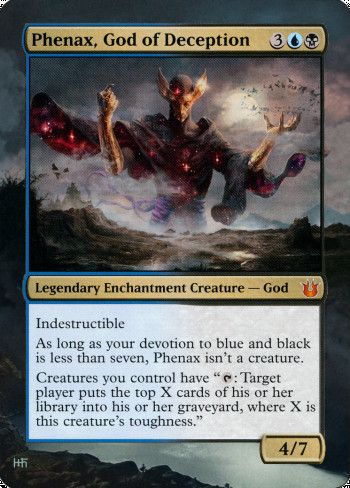 Phenax, God of Deception 3
Legendary Enchantment Creature — God
Indestructible
As long as your devotion to blue and black
is less than seven, Phenax isn't a creature.
Creatures you control have “: Target
player puts the top X cards of his or her
library into his or her graveyard, where X is
this creature's toughness.”
4/7